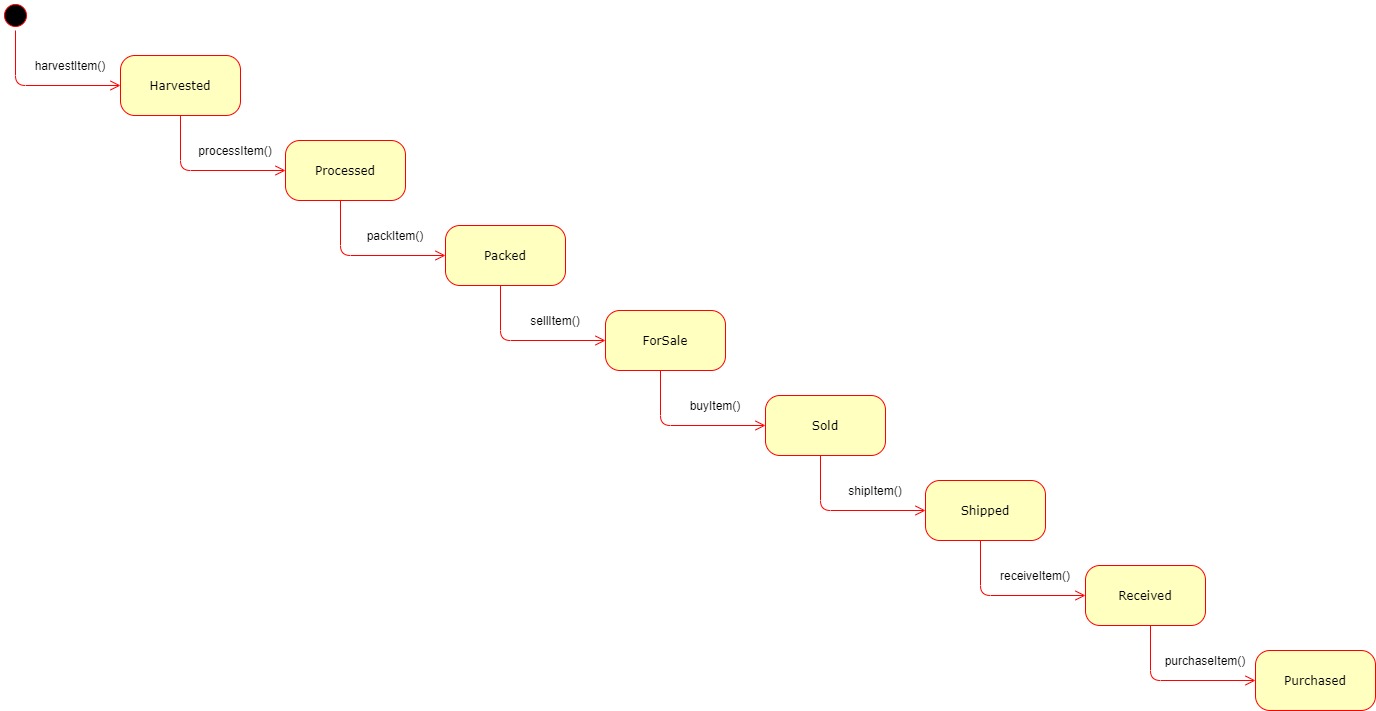 harvestItem()
Harvested
processItem()
Processed
packItem()
Packed
sellItem()
ForSale
buyItem()
Sold
shipItem()
Shipped
receiveItem()
Received
purchaseItem()
Purchased